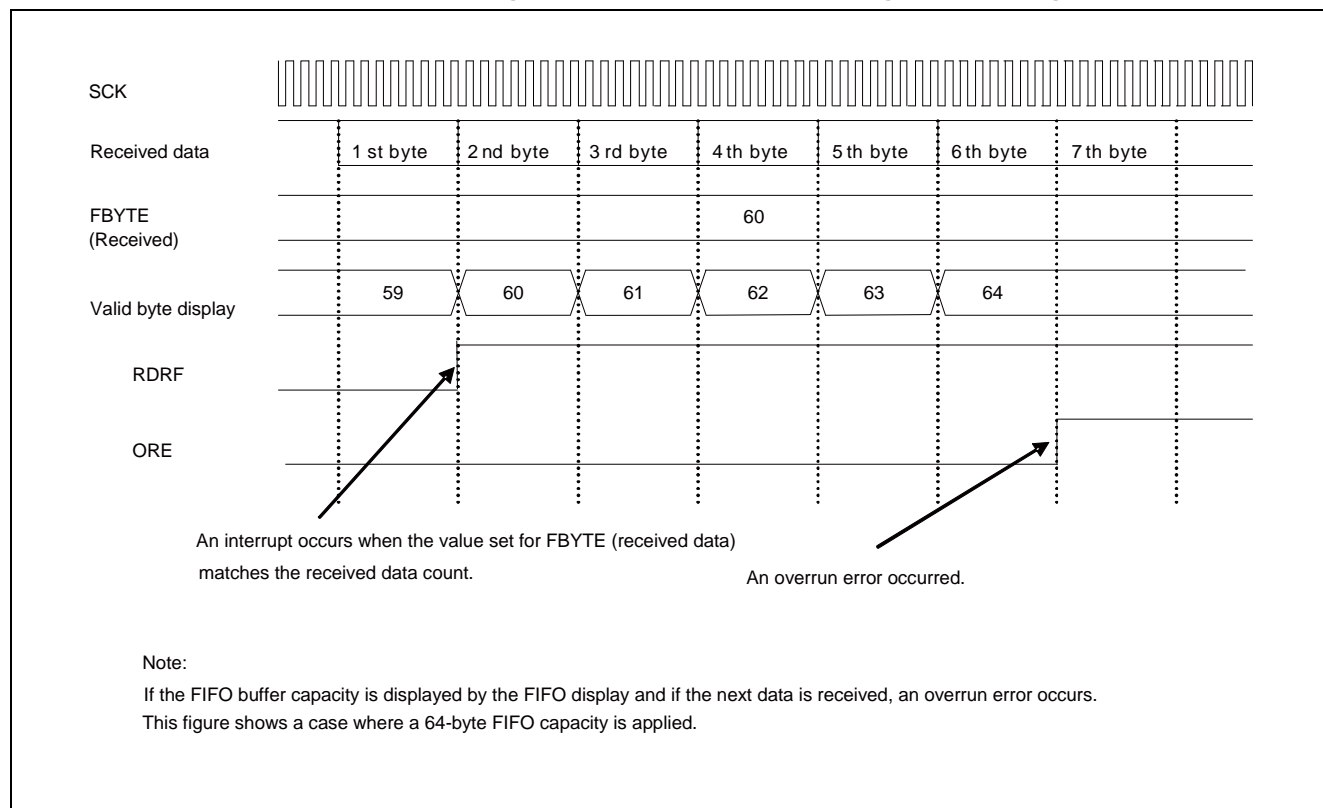 SCK
Received data
1 st byte 2 nd byte 3 rd byte 4 th byte 5 th byte 6 th byte 7 th byte
FBYTE
(Received)
60
Valid byte display
59 60 61 62 63 64
RDRF
ORE
An interrupt occurs when the value set for FBYTE (received data)
matches the received data count.
An overrun error occurred.
Note:
If the FIFO buffer capacity is displayed by the FIFO display and if the next data is received, an overrun error occurs.
This figure shows a case where a 64-byte FIFO capacity is applied.